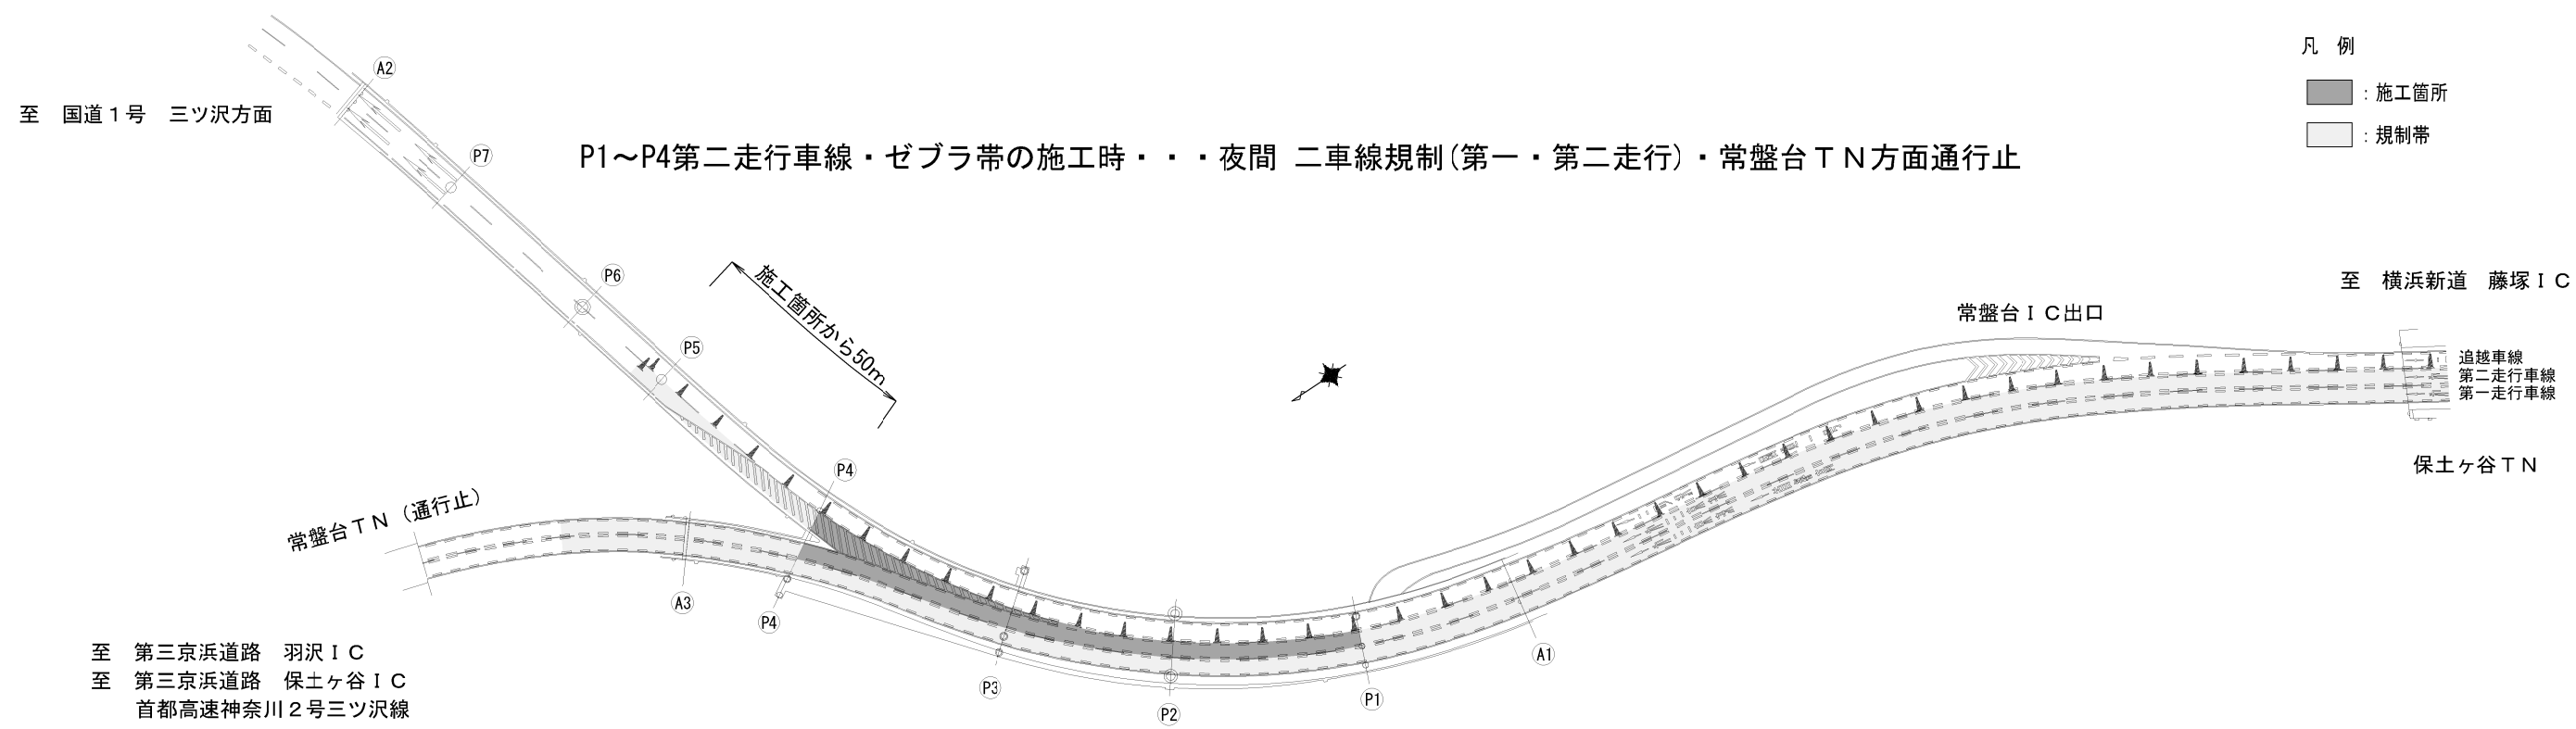 凡　例
：施工箇所
：規制帯
A2
至　国道１号　三ツ沢方面
P7
P1～P4第二走行車線・ゼブラ帯の施工時・・・夜間 二車線規制(第一・第二走行)・常盤台ＴＮ方面通行止
P6
施工箇所から50m
P5
至　横浜新道　藤塚ＩＣ
常盤台ＩＣ出口
追越車線
第二走行車線
第一走行車線
保土ヶ谷ＴＮ
P4
常盤台ＴＮ（通行止）
A3
P4
P3
P2
P1
A1
至　第三京浜道路　羽沢ＩＣ
至　第三京浜道路　保土ヶ谷ＩＣ
首都高速神奈川２号三ツ沢線